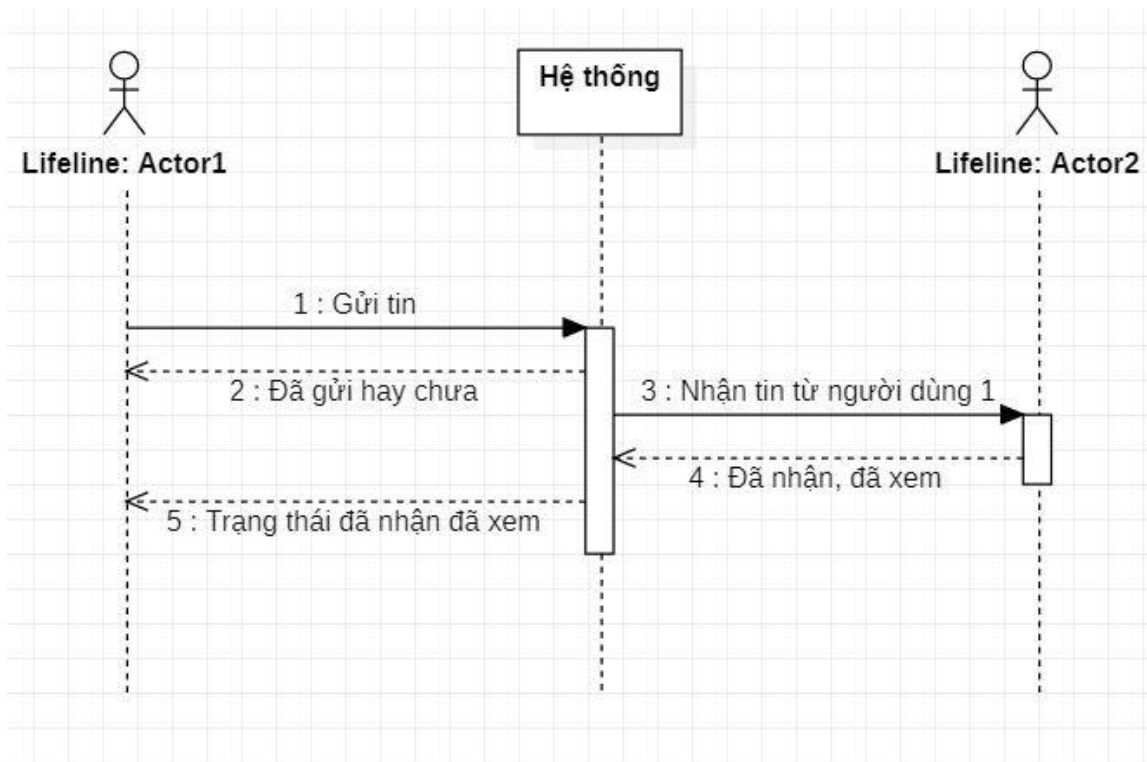 Hệ thống
Lifeline: Actor1
Lifeline: Actor2
1 : Gửi tin
2 : Đã gửi hay chưa
3 : Nhận tin từ người dùng 1
4 : Đã nhận, đã xem
5 : Trạng thái đã nhận đã xem